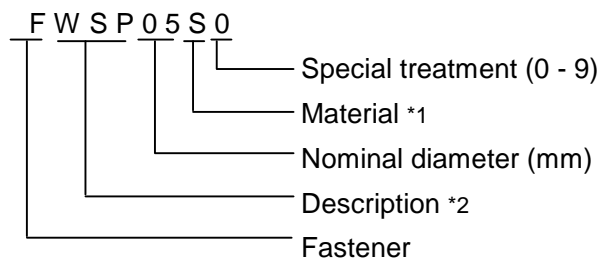 F W S P 0 5 S 0
Special treatment (0 - 9)
Material *1
Nominal diameter (mm)
Description *2
Fastener